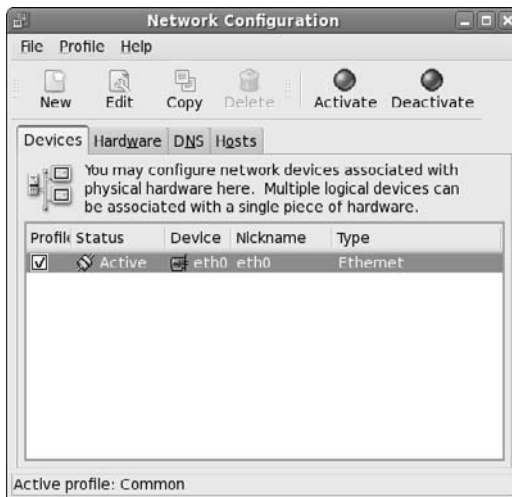 Network Configuration
File Profile Help
New Edit Copy Delete Activate Deactivate
Devices Hardware DNS Hosts
You may configure network devices associated with
physical hardware here. Multiple logical devices can
be associated with a single piece of hardware.
Profile Status Device Nickname Type
Active eth0 eth0 Ethernet
Active profile: Common